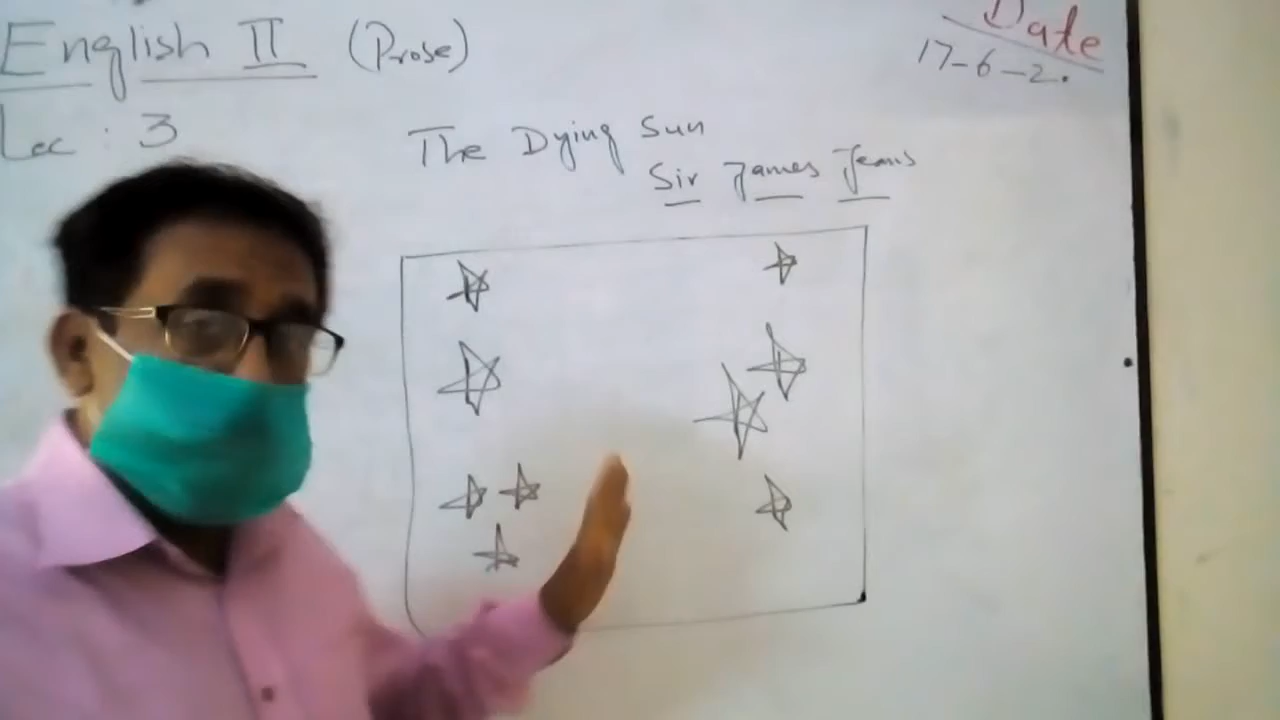 English II (Prose)
Date
17-6-2.
Lec : 3
The Dying Sun
Sir James Jeans